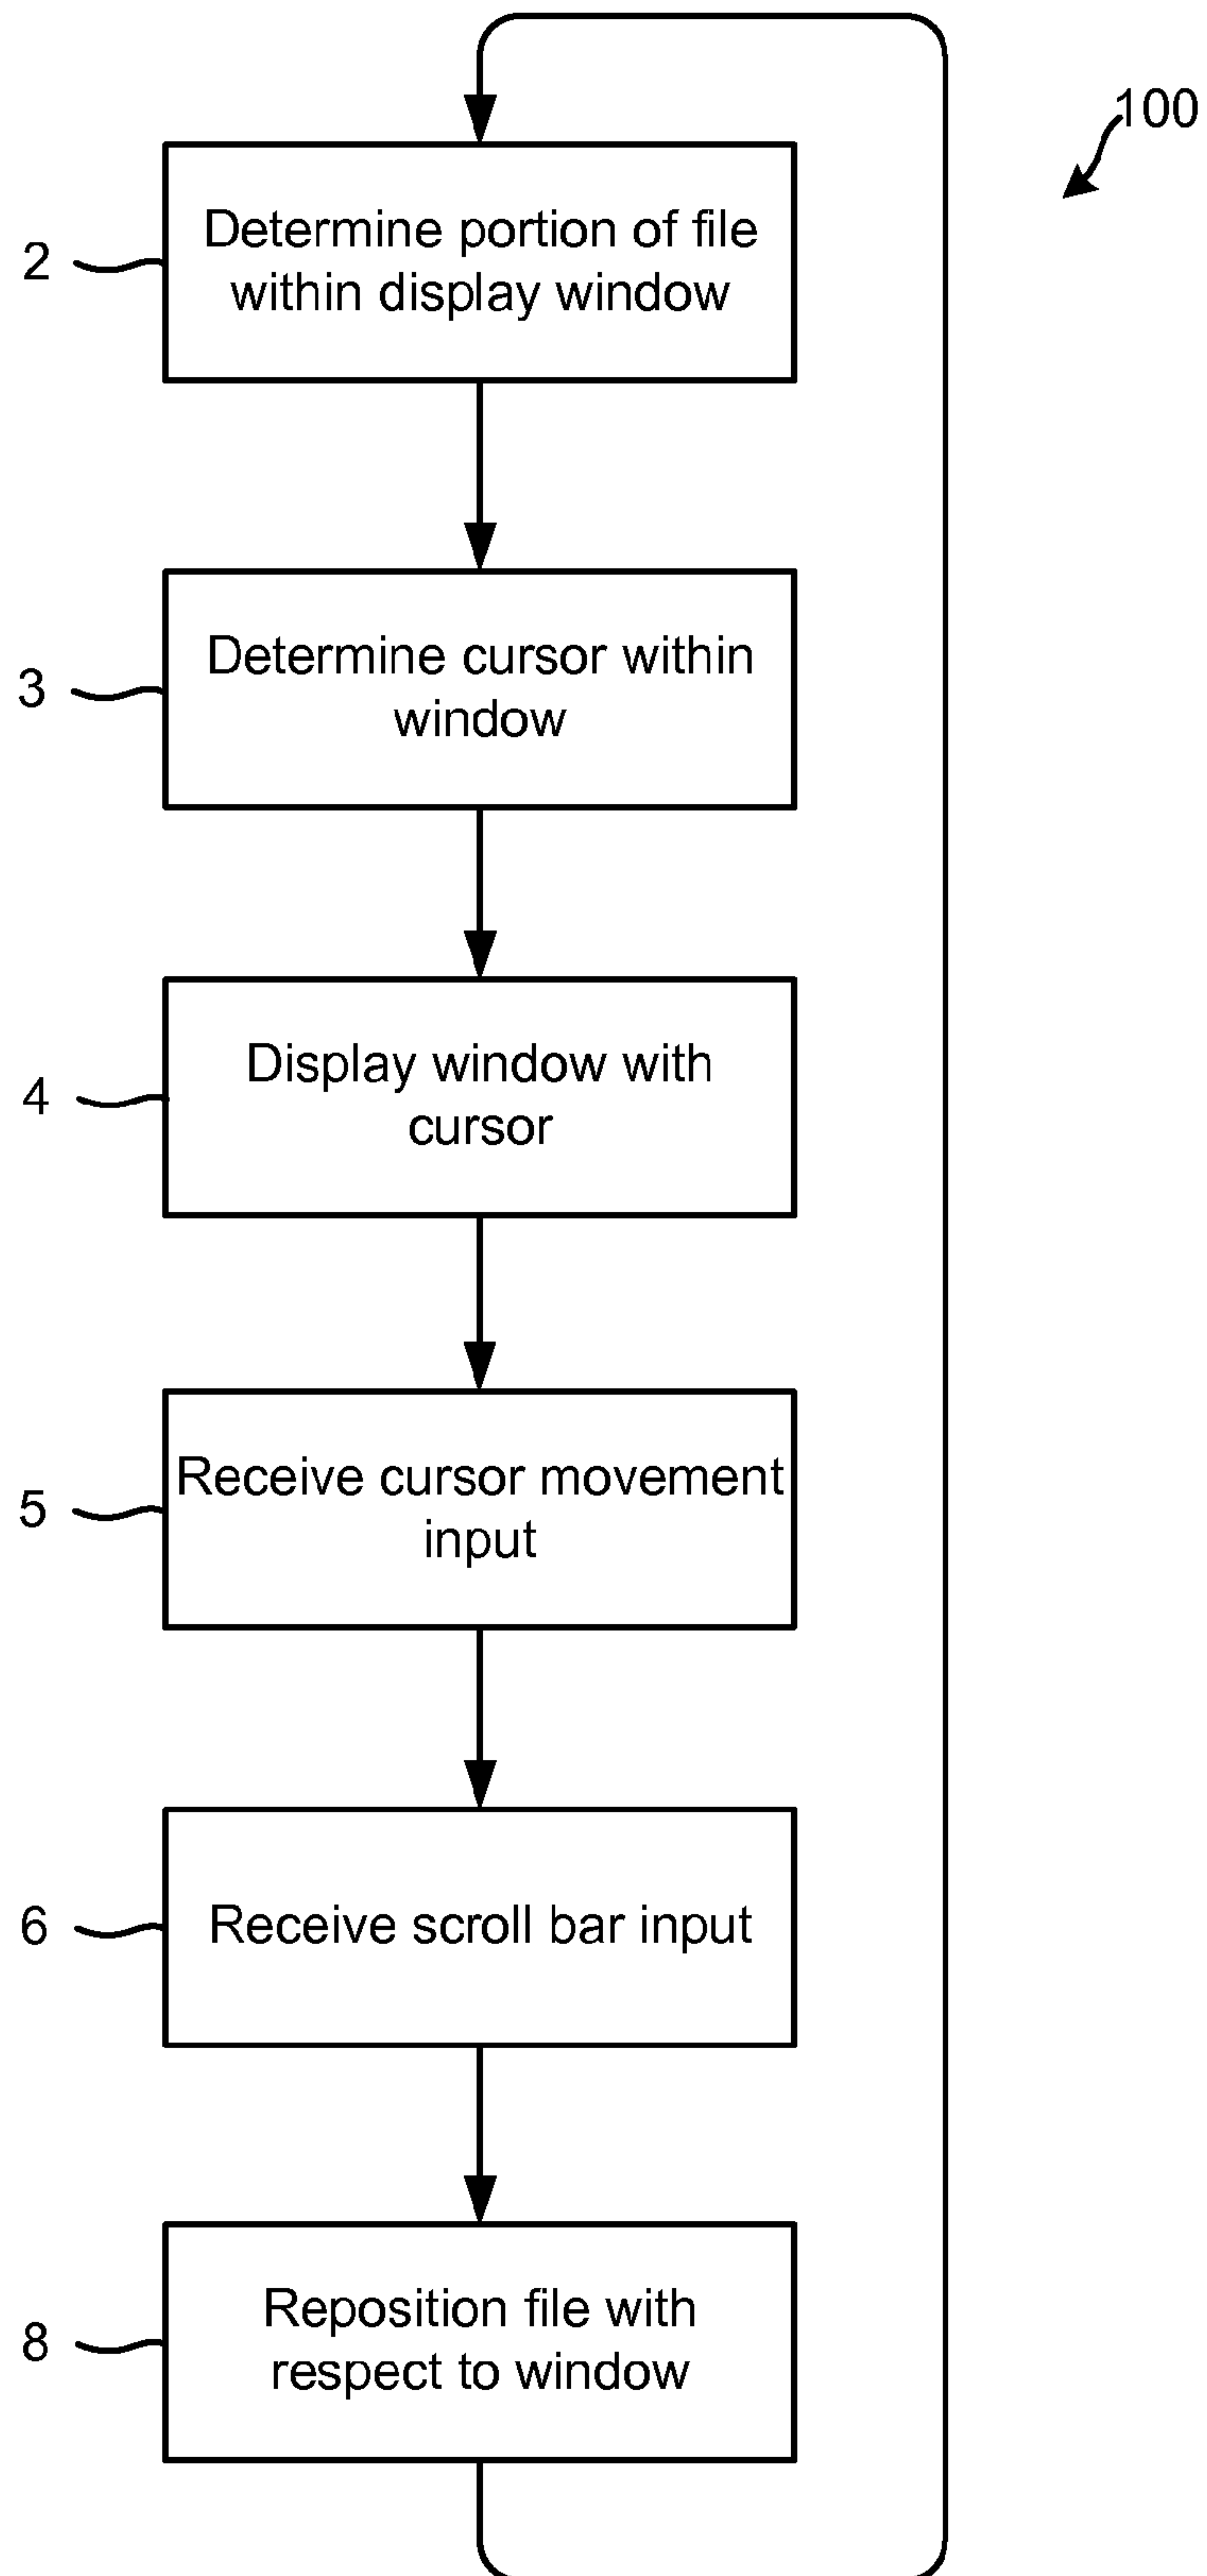 100
2
Determine portion of file
within display window
3
Determine cursor within
window
4
Display window with
cursor
5
Receive cursor movement
input
6
Receive scroll bar input
8
Reposition file with
respect to window